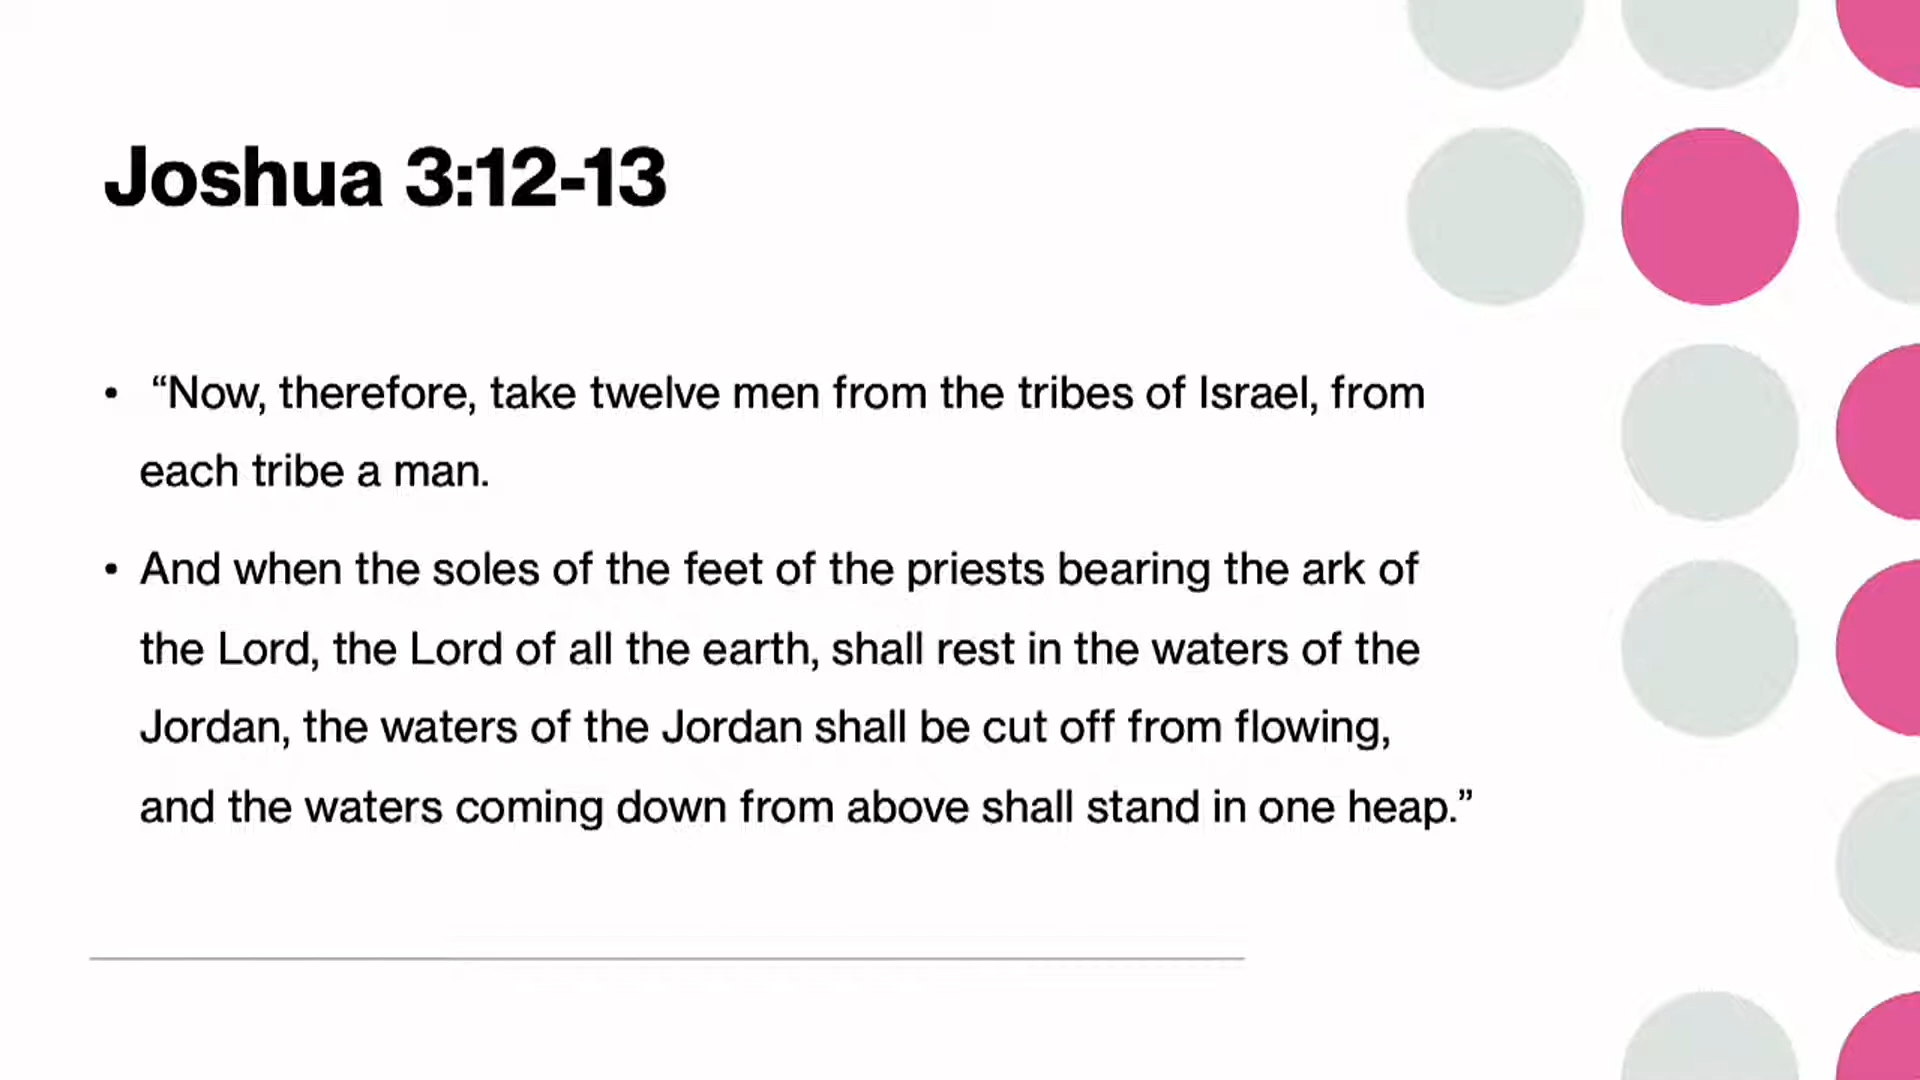 Joshua 3:12-13
• “Now, therefore, take twelve men from the tribes of Israel, from
each tribe a man.
• And when the soles of the feet of the priests bearing the ark of
the Lord, the Lord of all the earth, shall rest in the waters of the
Jordan, the waters of the Jordan shall be cut off from flowing,
and the waters coming down from above shall stand in one heap.”